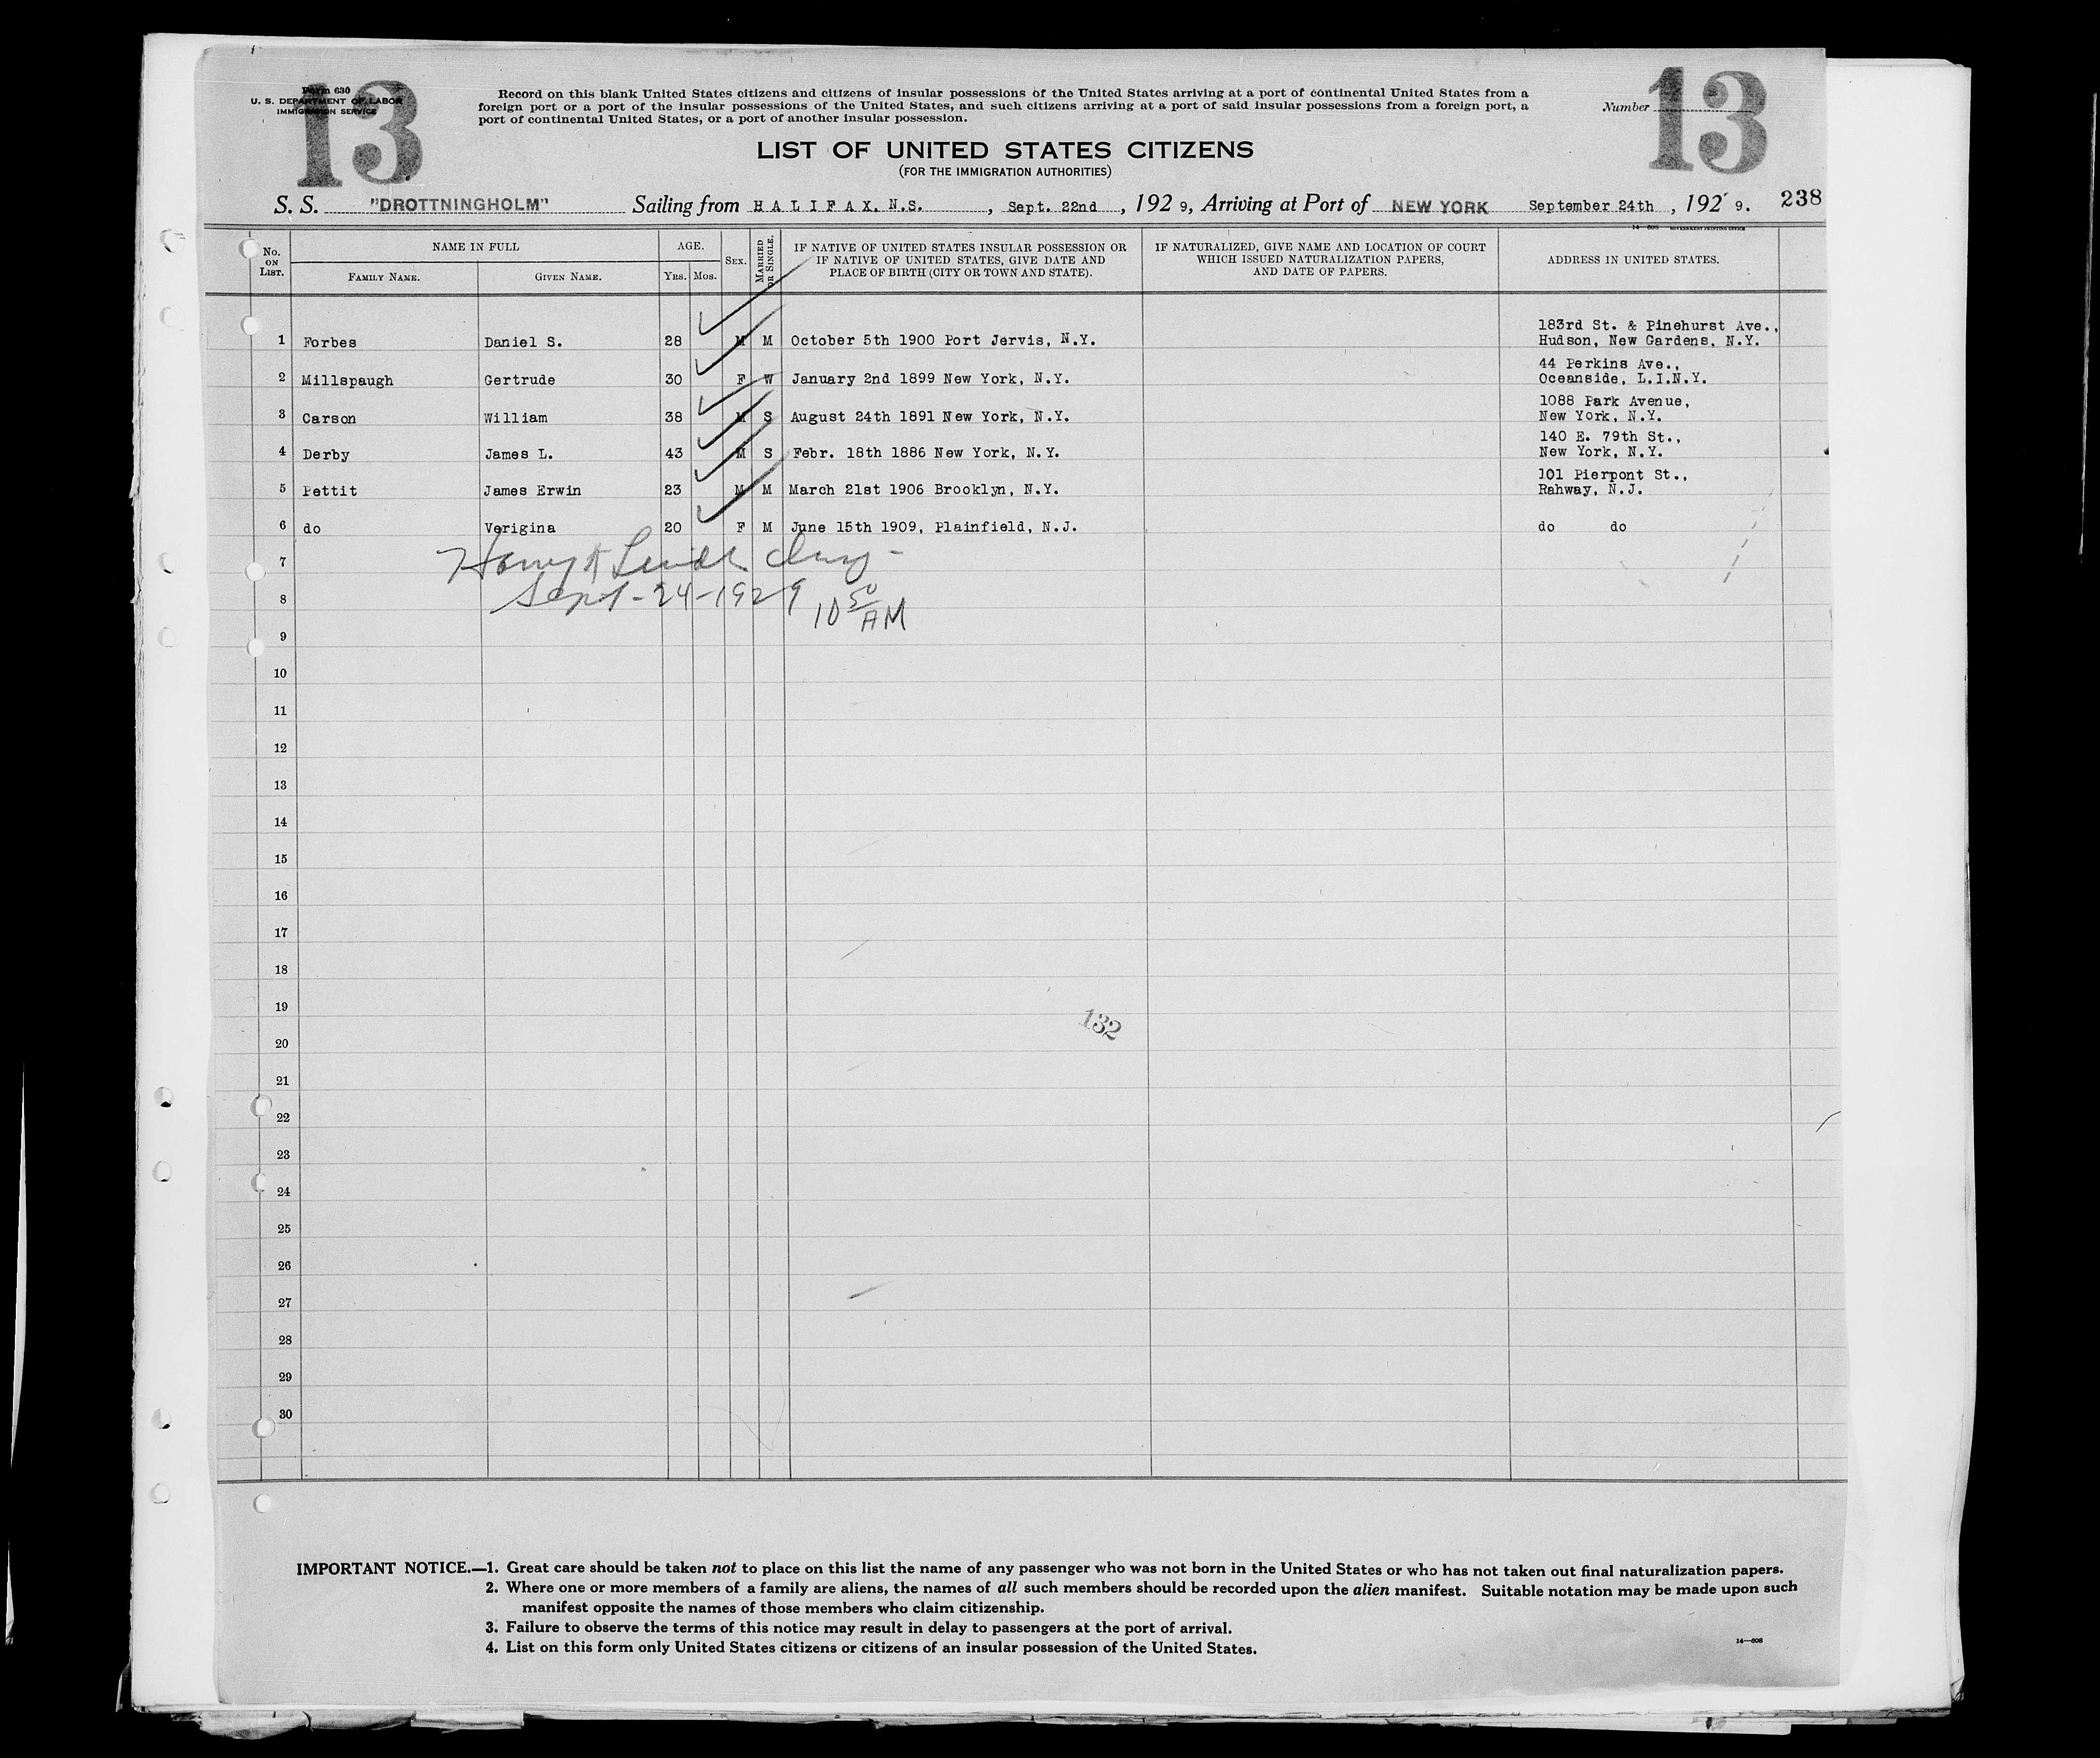 13
Form 630
U. S. DEPARTMENT OF LABOR
IMMIGRATION SERVICE
Record on this blank United States citizens and citizens of insular possessions of the United States arriving at a port of continental United States from a
foreign port or a port of the insular possessions of the United States, and such citizens arriving at a port of said insular possessions from a foreign port, a
port of continental United States, or a port of another insular possession.
Number
13
LIST OF UNITED STATES CITIZENS
(FOR THE IMMIGRATION AUTHORITIES)
S. S. "DROTTNINGHOLM" Sailing from HALIFAX, N.S., Sept. 22nd, 1929, Arriving at Port of NEW YORK September 24th, 1929. 238
14—608 GOVERNMENT PRINTING OFFICE
No. ON LIST. NAME IN FULL AGE. SEX. MARRIED OR SINGLE. IF NATIVE OF UNITED STATES INSULAR POSSESSION OR IF NATIVE OF UNITED STATES, GIVE DATE AND PLACE OF BIRTH (CITY OR TOWN AND STATE). IF NATURALIZED, GIVE NAME AND LOCATION OF COURT WHICH ISSUED NATURALIZATION PAPERS, AND DATE OF PAPERS. ADDRESS IN UNITED STATES.
FAMILY NAME. GIVEN NAME. YRS. MOS.
183rd St. & Pinehurst Ave.,
1 Forbes Daniel S. 28 M M October 5th 1900 Port Jervis, N.Y. Hudson, New Gardens, N.Y.
44 Perkins Ave.,
2 Millspaugh Gertrude 30 F W January 2nd 1899 New York, N.Y. Oceanside, L.I.N.Y.
1088 Park Avenue,
3 Carson William 38 M S August 24th 1891 New York, N.Y. New York, N.Y.
140 E. 79th St.,
4 Derby James L. 43 M S Febr. 18th 1886 New York, N.Y. New York, N.Y.
101 Pierpont St.,
5 Pettit James Erwin 23 M M March 21st 1906 Brooklyn, N.Y. Rahway, N.J.
6 do Verigina 20 F M June 15th 1909, Plainfield, N.J. do do
7
8 Sept-24-1929 10 50 AM
9
10
11
12
13
14
15
16
17
18
19
132
20
21
22
23
24
25
26
27
28
29
30
IMPORTANT NOTICE.—1. Great care should be taken not to place on this list the name of any passenger who was not born in the United States or who has not taken out final naturalization papers.
2. Where one or more members of a family are aliens, the names of all such members should be recorded upon the alien manifest. Suitable notation may be made upon such
manifest opposite the names of those members who claim citizenship.
3. Failure to observe the terms of this notice may result in delay to passengers at the port of arrival.
4. List on this form only United States citizens or citizens of an insular possession of the United States.
14—608